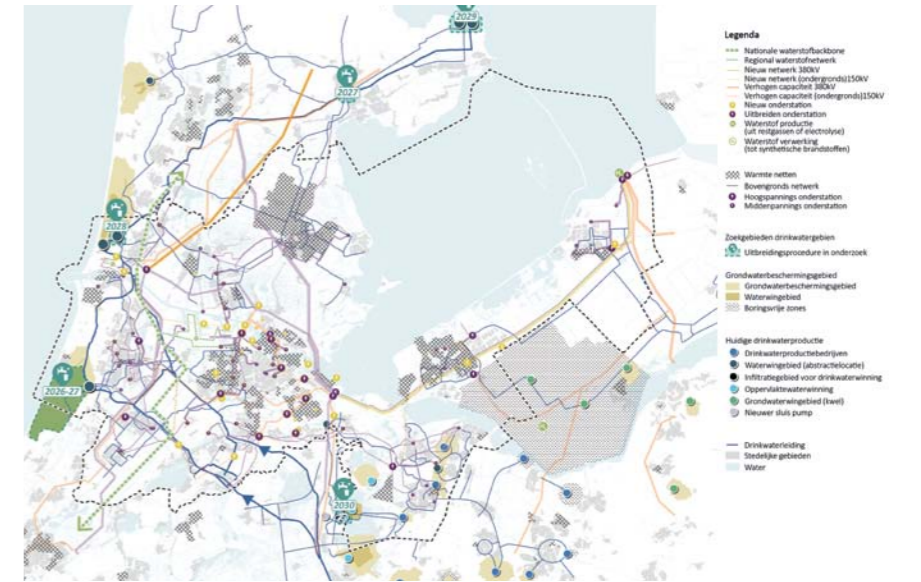 2029
2027
2028
2026-27
2030
Legenda
Nationale waterstofbackbone
Regional waterstofnetwerk
Nieuw netwerk 380kV
Nieuw netwerk (ondergronds)150kV
Verhogen capaciteit 380kV
Verhogen capaciteit (ondergronds)150kV
Nieuw onderstation
Uitbreiden onderstation
Waterstof productie
(uit restgassen of electrolyse)
Waterstof verwerking
(tot synthetische brandstoffen)
Warmte netten
Bovengronds netwerk
Hoogspannings onderstation
Middenpannings onderstation
Zoekgebieden drinkwatergebien
Uitbreidingsprocedure in onderzoek
Grondwaterbeschermingsgebied
Grondwaterbeschermingsgebied
Waterwingebied
Boringsvrije zones
Huidige drinkwaterproductie
Drinkwaterproductiebedrijven
Waterwingebied (abstractielocatie)
Infiltratiegebied voor drinkwaterwinning
Oppervlaktewaterwinning
Grondwaterwingebied (kwel)
Nieuwer sluis pump
Drinkwaterleiding
Stedelijke gebieden
Water